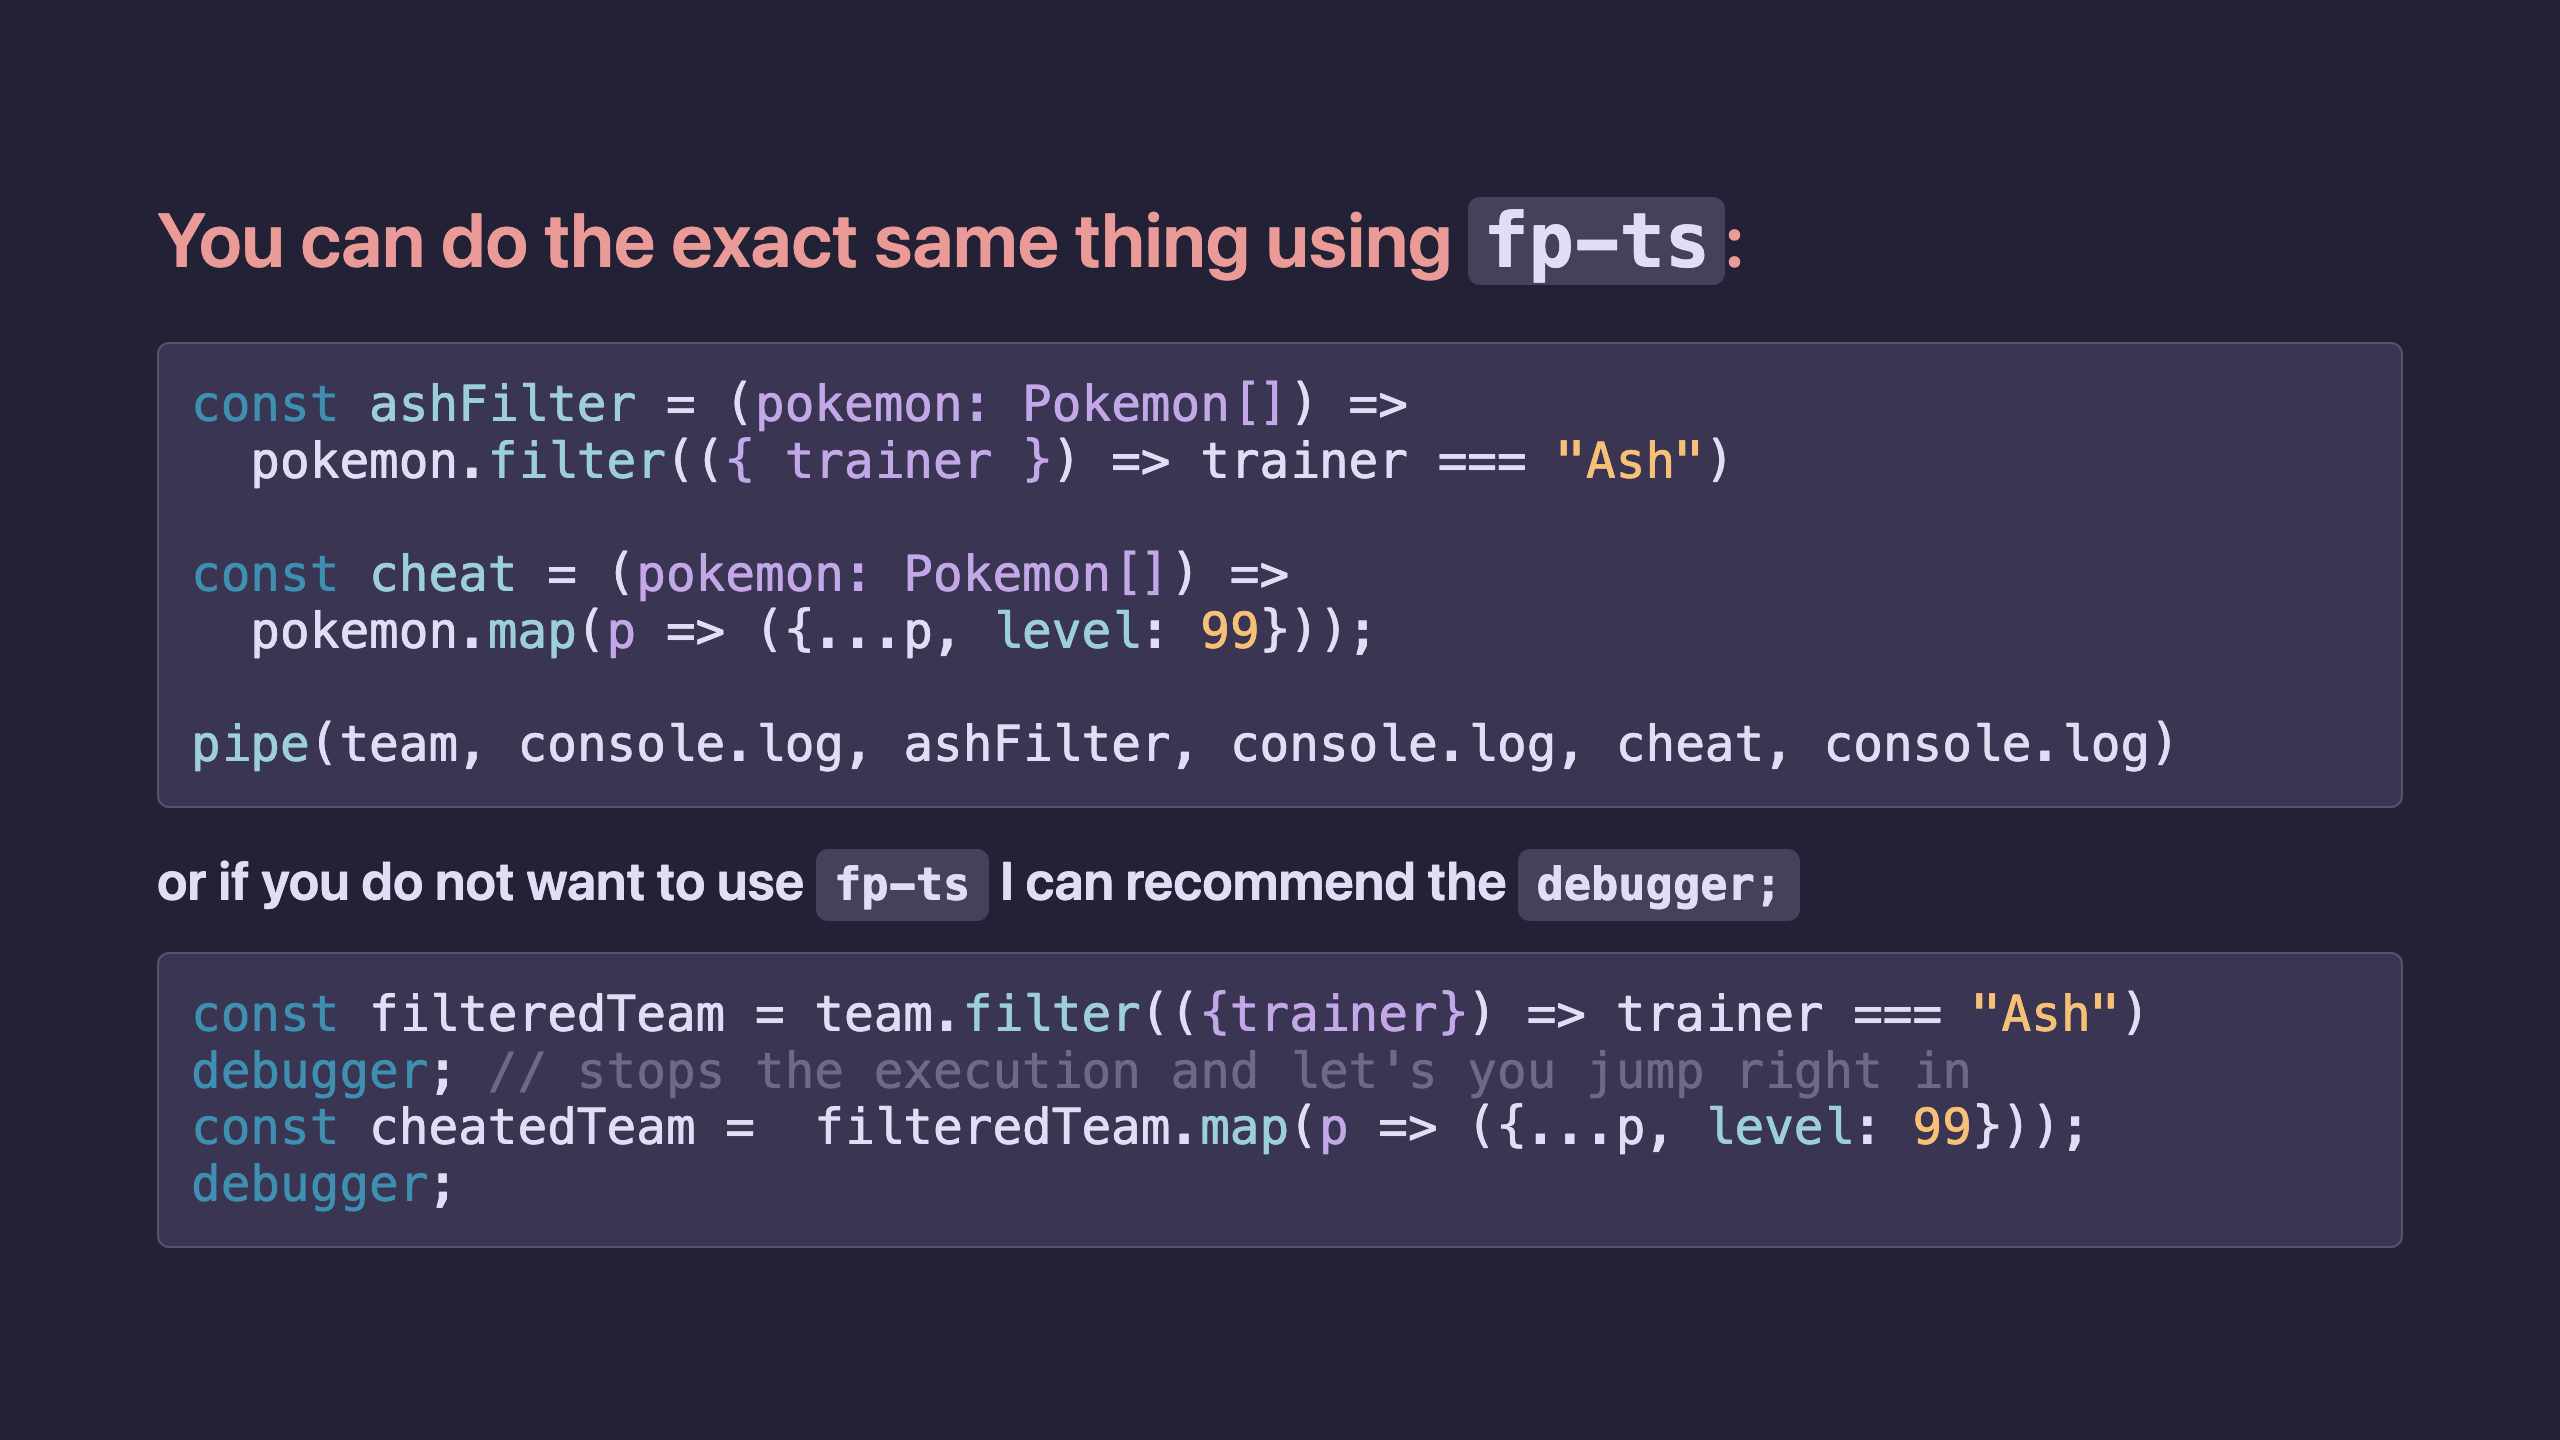 You can do the exact same thing using fp-ts:
const ashFilter = (pokemon: Pokemon[]) =>
  pokemon.filter(({ trainer }) => trainer === "Ash")
const cheat = (pokemon: Pokemon[]) =>
  pokemon.map(p => ({...p, level: 99}));
pipe(team, console.log, ashFilter, console.log, cheat, console.log)
or if you do not want to use fp-ts I can recommend the debugger;
const filteredTeam = team.filter(({trainer}) => trainer === "Ash")
debugger; // stops the execution and let's you jump right in
const cheatedTeam =  filteredTeam.map(p => ({...p, level: 99}));
debugger;